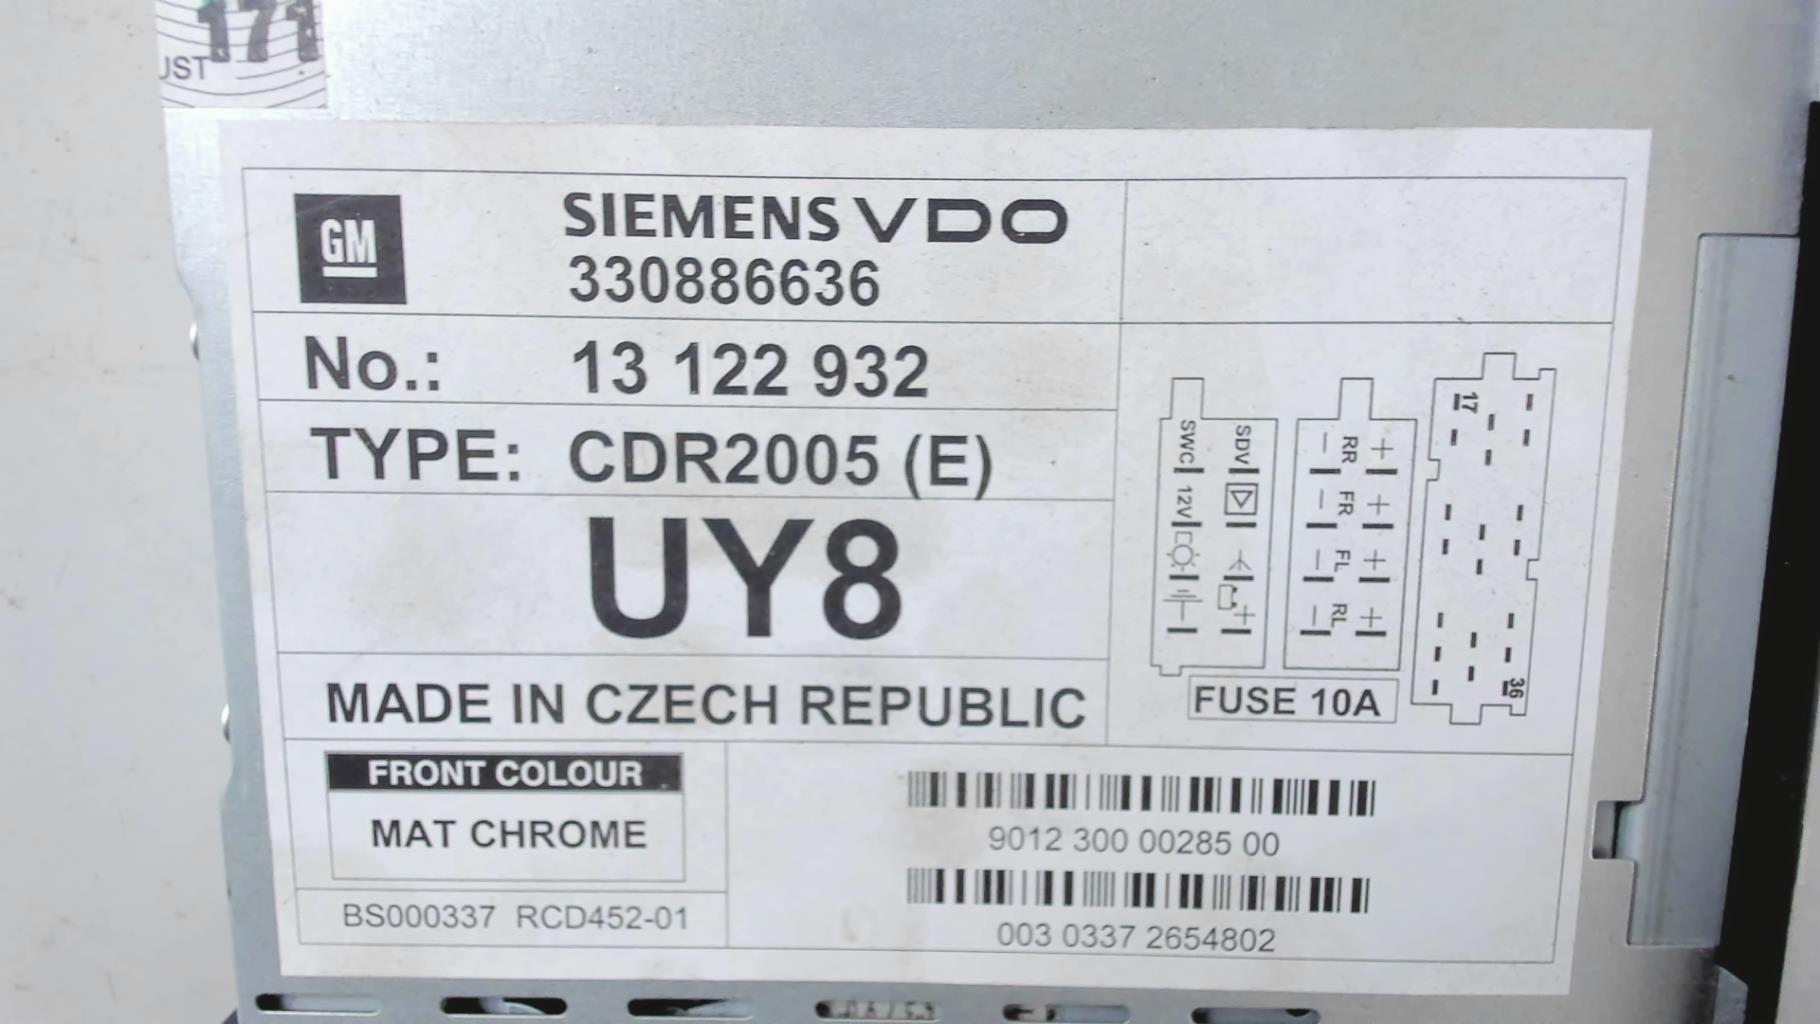 171
UST
GM
SIEMENS VDO
330886636
No.: 13 122 932
TYPE: CDR2005 (E)
UY8
MADE IN CZECH REPUBLIC
SWC 12V
SDV
RR FR FL RL
17
36
FUSE 10A
FRONT COLOUR
MAT CHROME
BS000337 RCD452-01
9012 300 00285 00
003 0337 2654802